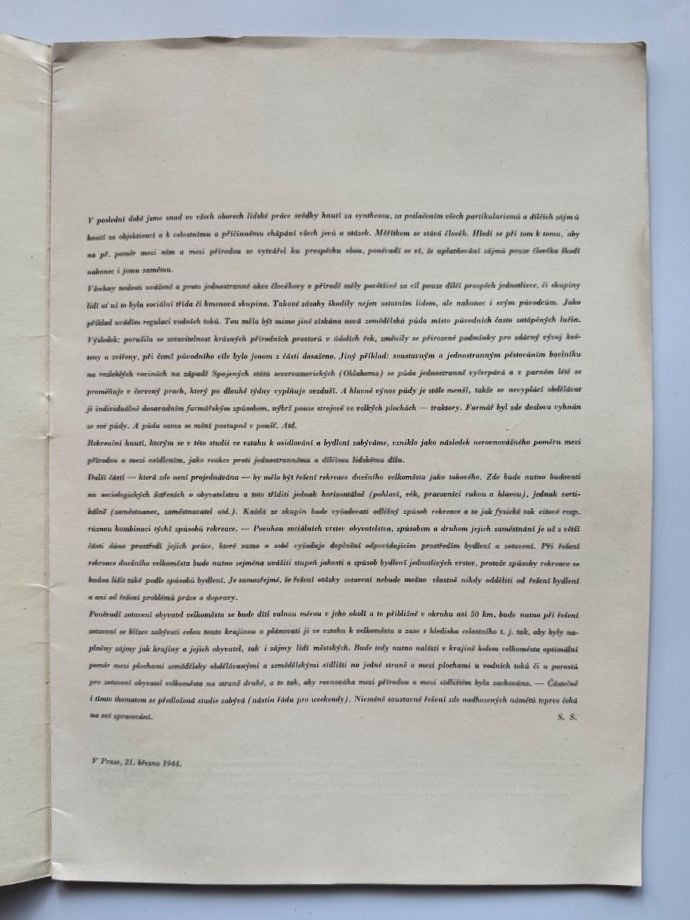 V poslední době jsme snad ve všech oborech lidské práce svědky hnutí za synthesou, za potlačením všech partikularismů a dílčích zájmů
hnutí za objektivací a k celostnímu a příčinnému chápání všech jevů a otázek. Měřítkem se stává člověk. Hledí se při tom k tomu, aby
na př. poměr mezi ním a mezi přírodou se vytvářel ku prospěchu obou, poněvadž se ví, že uplatňování zájmů pouze člověka škodí
nakonec i jemu samému.
Všechny nedosti uvážené a proto jednostranné akce člověkovy v přírodě měly povětšině za cíl pouze dílčí prospěch jednotlivce, či skupiny
lidí ať už to byla sociální třída či kmenová skupina. Takové zásahy škodily nejen ostatním lidem, ale nakonec i svým původcům. Jako
příklad uvádím regulaci vodních toků. Tou měla být mimo jiné získána nová zemědělská půda místo původních často zatápěných lučin.
Výsledek: porušila se zotavitelnost krásných přírodních prostorů v údolích řek, změnily se přirozené podmínky pro zdárný vývoj kvě-
teny a zvířeny, při čemž původního cíle bylo jenom z části dosaženo. Jiný příklad: soustavným a jednostranným pěstováním bavlníku
na rozlehlých rovinách na západě Spojených států severoamerických (Oklahoma) se půda jednostranně vyčerpává a v parném létě se
proměňuje v červený prach, který po dlouhé týdny vyplňuje ovzduší. A hlavně výnos půdy je stále menší, takže se nevyplácí obdělávat
ji individuálně dosavadním farmářským způsobem, nýbrž pouze strojově ve velkých plochách — traktory. Farmář byl zde doslova vyhnán
se své půdy. A půda sama se mění postupně v poušť. Atd.
Rekreační hnutí, kterým se v této studii ve vztahu k osídlování a bydlení zabýváme, vzniklo jako následek nerovnovážného poměru mezi
přírodou a mezi osídlením, jako reakce proti jednostrannému a dílčímu lidskému dílu.
Další částí — která zde není projednávána — by mělo být řešení rekreace dnešního velkoměsta jako takového. Zde bude nutno budovati
na sociologických šetřeních o obyvatelstvu a toto tříditi jednak horizontálně (pohlaví, věk, pracovníci rukou a hlavou), jednak verti-
kálně (zaměstnanec, zaměstnavatel atd.). Každá ze skupin bude vyžadovati odlišný způsob rekreace a to jak fysické tak citové resp.
různou kombinaci týchž způsobů rekreace. — Povahou sociálních vrstev obyvatelstva, způsobem a druhem jejich zaměstnání je už z větší
části dáno prostředí jejich práce, které samo o sobě vyžaduje doplnění odpovídajícím prostředím bydlení a zotavení. Při řešení
rekreace dnešního velkoměsta bude nutno zejména uvážiti stupeň jakosti a způsob bydlení jednotlivých vrstev, protože způsoby rekreace se
budou lišit také podle způsobů bydlení. Je samozřejmé, že řešení otázky zotavení nebude možno vlastně nikdy odděliti od řešení bydlení
a ani od řešení problémů práce a dopravy.
Poněvadž zotavení obyvatel velkoměsta se bude díti valnou měrou v jeho okolí a to přibližně v okruhu asi 50 km, bude nutno při řešení
zotavení se blízce zabývati celou touto krajinou a plánovati ji ve vztahu k velkoměstu a zase s hlediska celostního t. j. tak, aby byly na-
plněny zájmy jak krajiny a jejich obyvatel, tak i zájmy lidí městských. Bude tedy nutno nalézti v krajině kolem velkoměsta optimální
poměr mezi plochami zemědělsky obdělávanými a zemědělskými sídlišti na jedné straně a mezi plochami u vodních toků či u porostů
pro zotavení obyvatel velkoměsta na straně druhé, a to tak, aby rovnováha mezi přírodou a mezi sídlištěm byla zachována. — Částečně
i tímto thematem se předložená studie zabývá (nástin řádu pro weekendy). Nicméně soustavné řešení zde nadhozených námětů teprve čeká
na své zpracování. S. S.
V Praze, 21. března 1944.